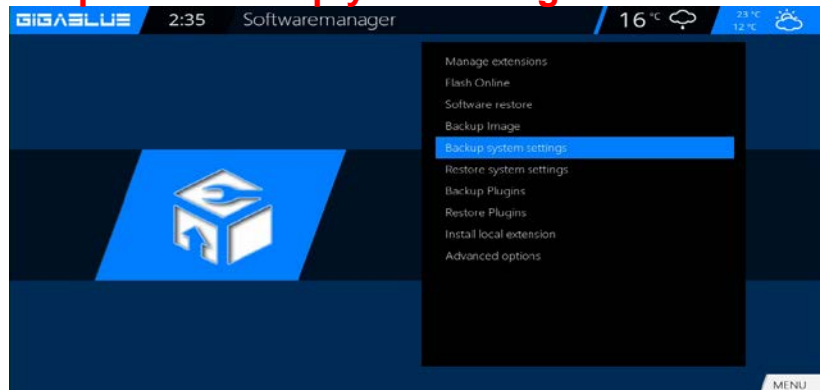 GIGABLUE 2:35 Softwaremanager 16 °C 23 °C
12 °C
Manage extensions
Flash Online
Software restore
Backup Image
Backup system settings
Restore system settings
Backup Plugins
Restore Plugins
Install local extension
Advanced options
MENU